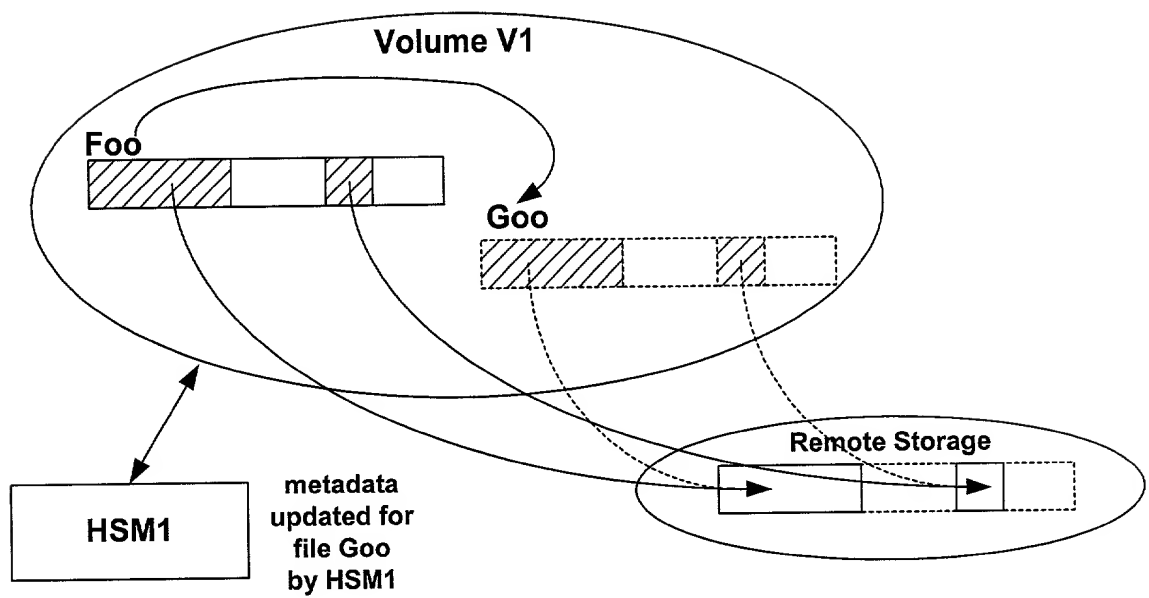 Volume V1
Foo
Goo
Remote Storage
HSM1
metadata
updated for
file Goo
by HSM1